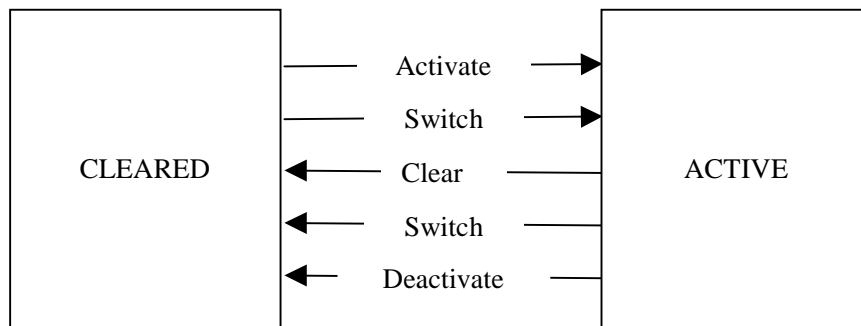 Activate
Switch
CLEARED
Clear
ACTIVE
Switch
Deactivate